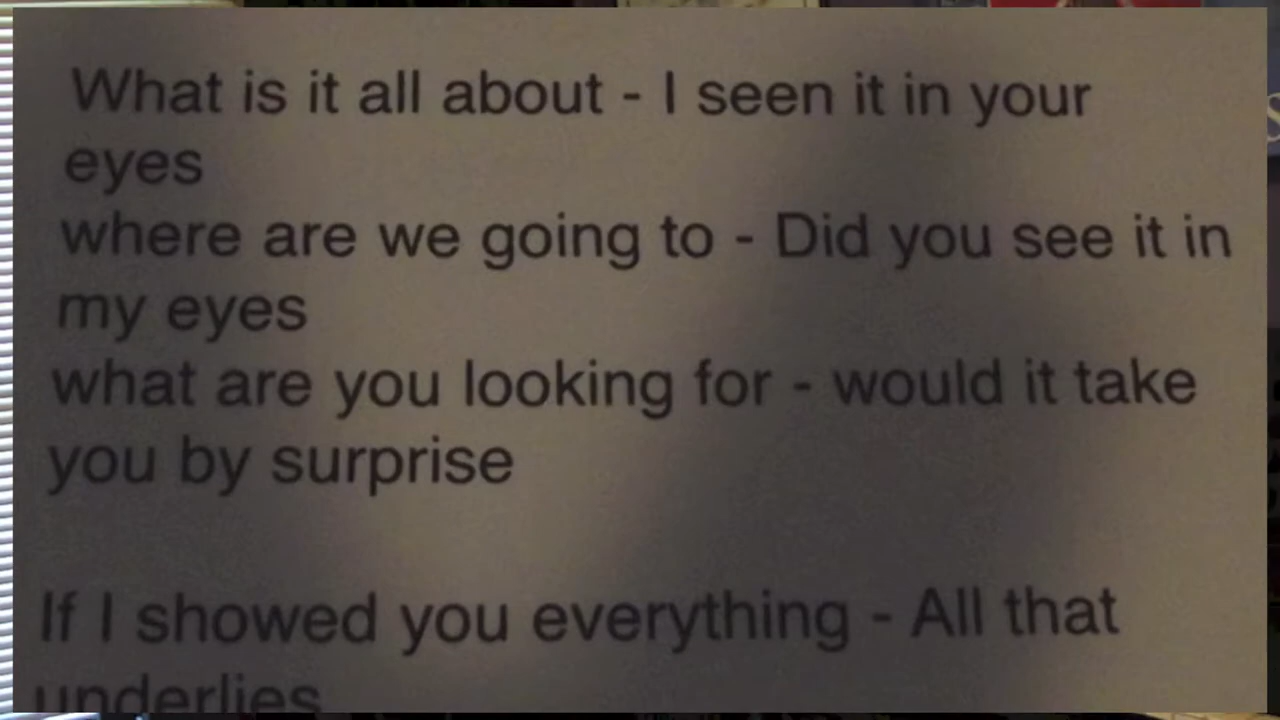 What is it all about - I seen it in your
eyes
where are we going to - Did you see it in
my eyes
what are you looking for - would it take
you by surprise
If I showed you everything - All that
underlies